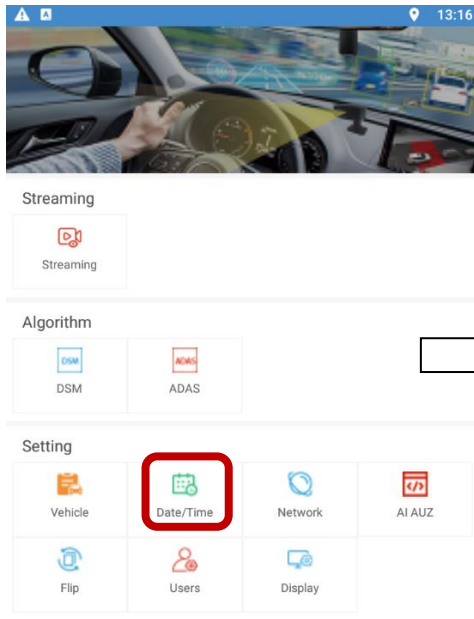 A
13:16
Streaming
Streaming
Algorithm
DSM
ADAS
DSM
ADAS
Setting
</>
Vehicle
Date/Time
Network
AI AUZ
Flip
Users
Display